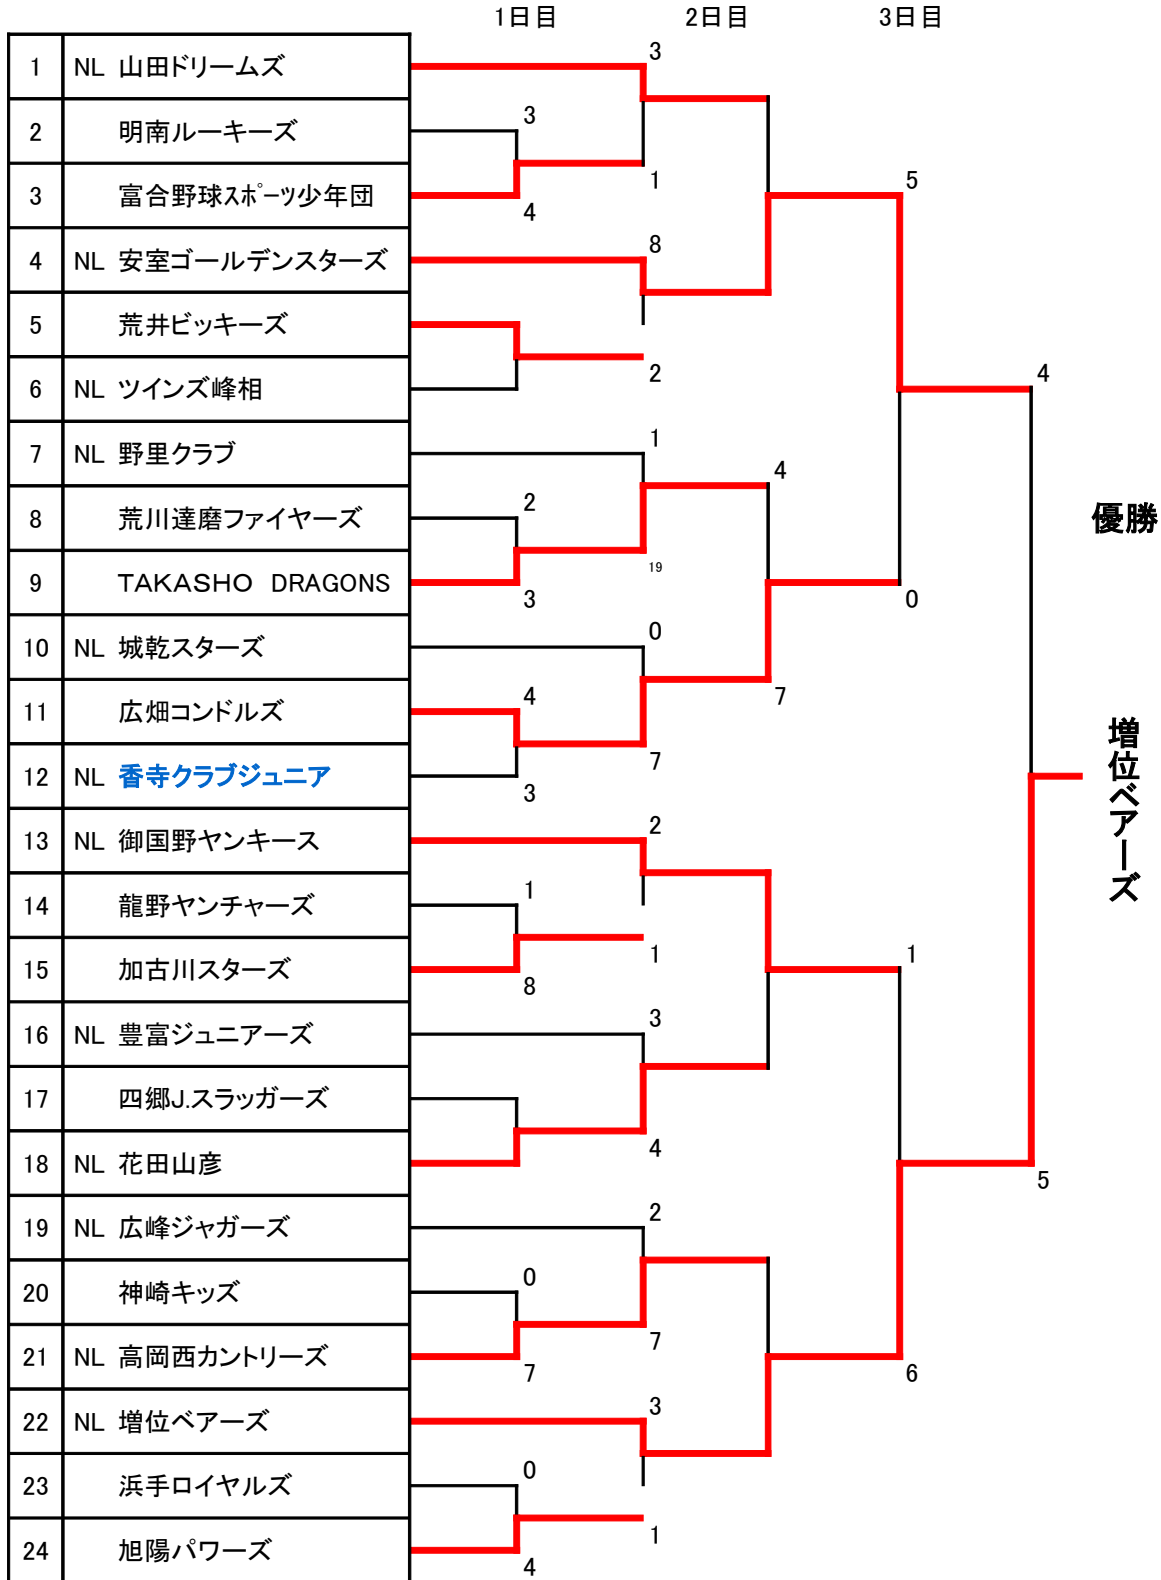 1日目 2日目 3日目
1 NL 山田ドリームズ 3
2 明南ルーキーズ 3
1
3 富合野球スポーツ少年団 4
5
4 NL 安室ゴールデンスターズ 8
5 荒井ビッキーズ
2
6 NL ツインズ峰相
4
7 NL 野里クラブ 1
4
8 荒川達磨ファイヤーズ 2
優勝
19
9 TAKASHO DRAGONS 3
0
10 NL 城乾スターズ 0
7
11 広畑コンドルズ 4
7
12 NL 香寺クラブジュニア 3
増位ベアーズ
13 NL 御国野ヤンキース 2
14 龍野ヤンチャーズ 1
1
15 加古川スターズ 8
1
16 NL 豊富ジュニアーズ 3
17 四郷J.スラッガーズ
4
18 NL 花田山彦
5
19 NL 広峰ジャガーズ 2
20 神崎キッズ 0
7
21 NL 高岡西カントリーズ 7
6
22 NL 増位ベアーズ 3
23 浜手ロイヤルズ 0
1
24 旭陽パワーズ 4